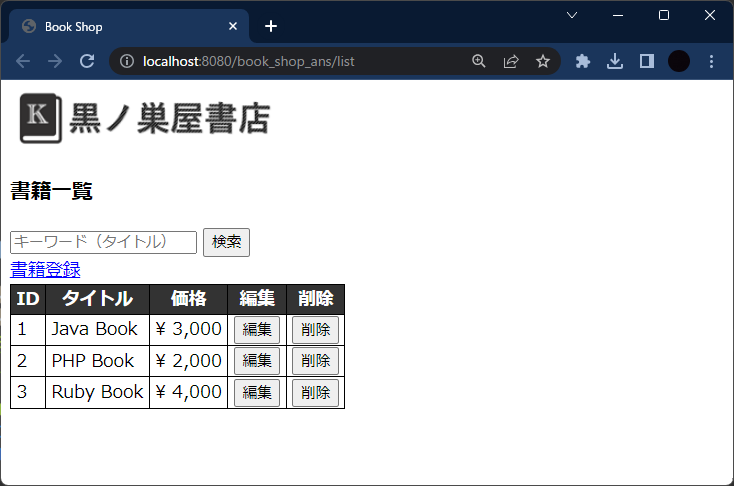 Book Shop
localhost:8080/book_shop_ans/list
K 黒ノ巣屋書店
書籍一覧
キーワード（タイトル） 検索
書籍登録
ID タイトル 価格 編集 削除
1 Java Book ¥ 3,000 編集 削除
2 PHP Book ¥ 2,000 編集 削除
3 Ruby Book ¥ 4,000 編集 削除